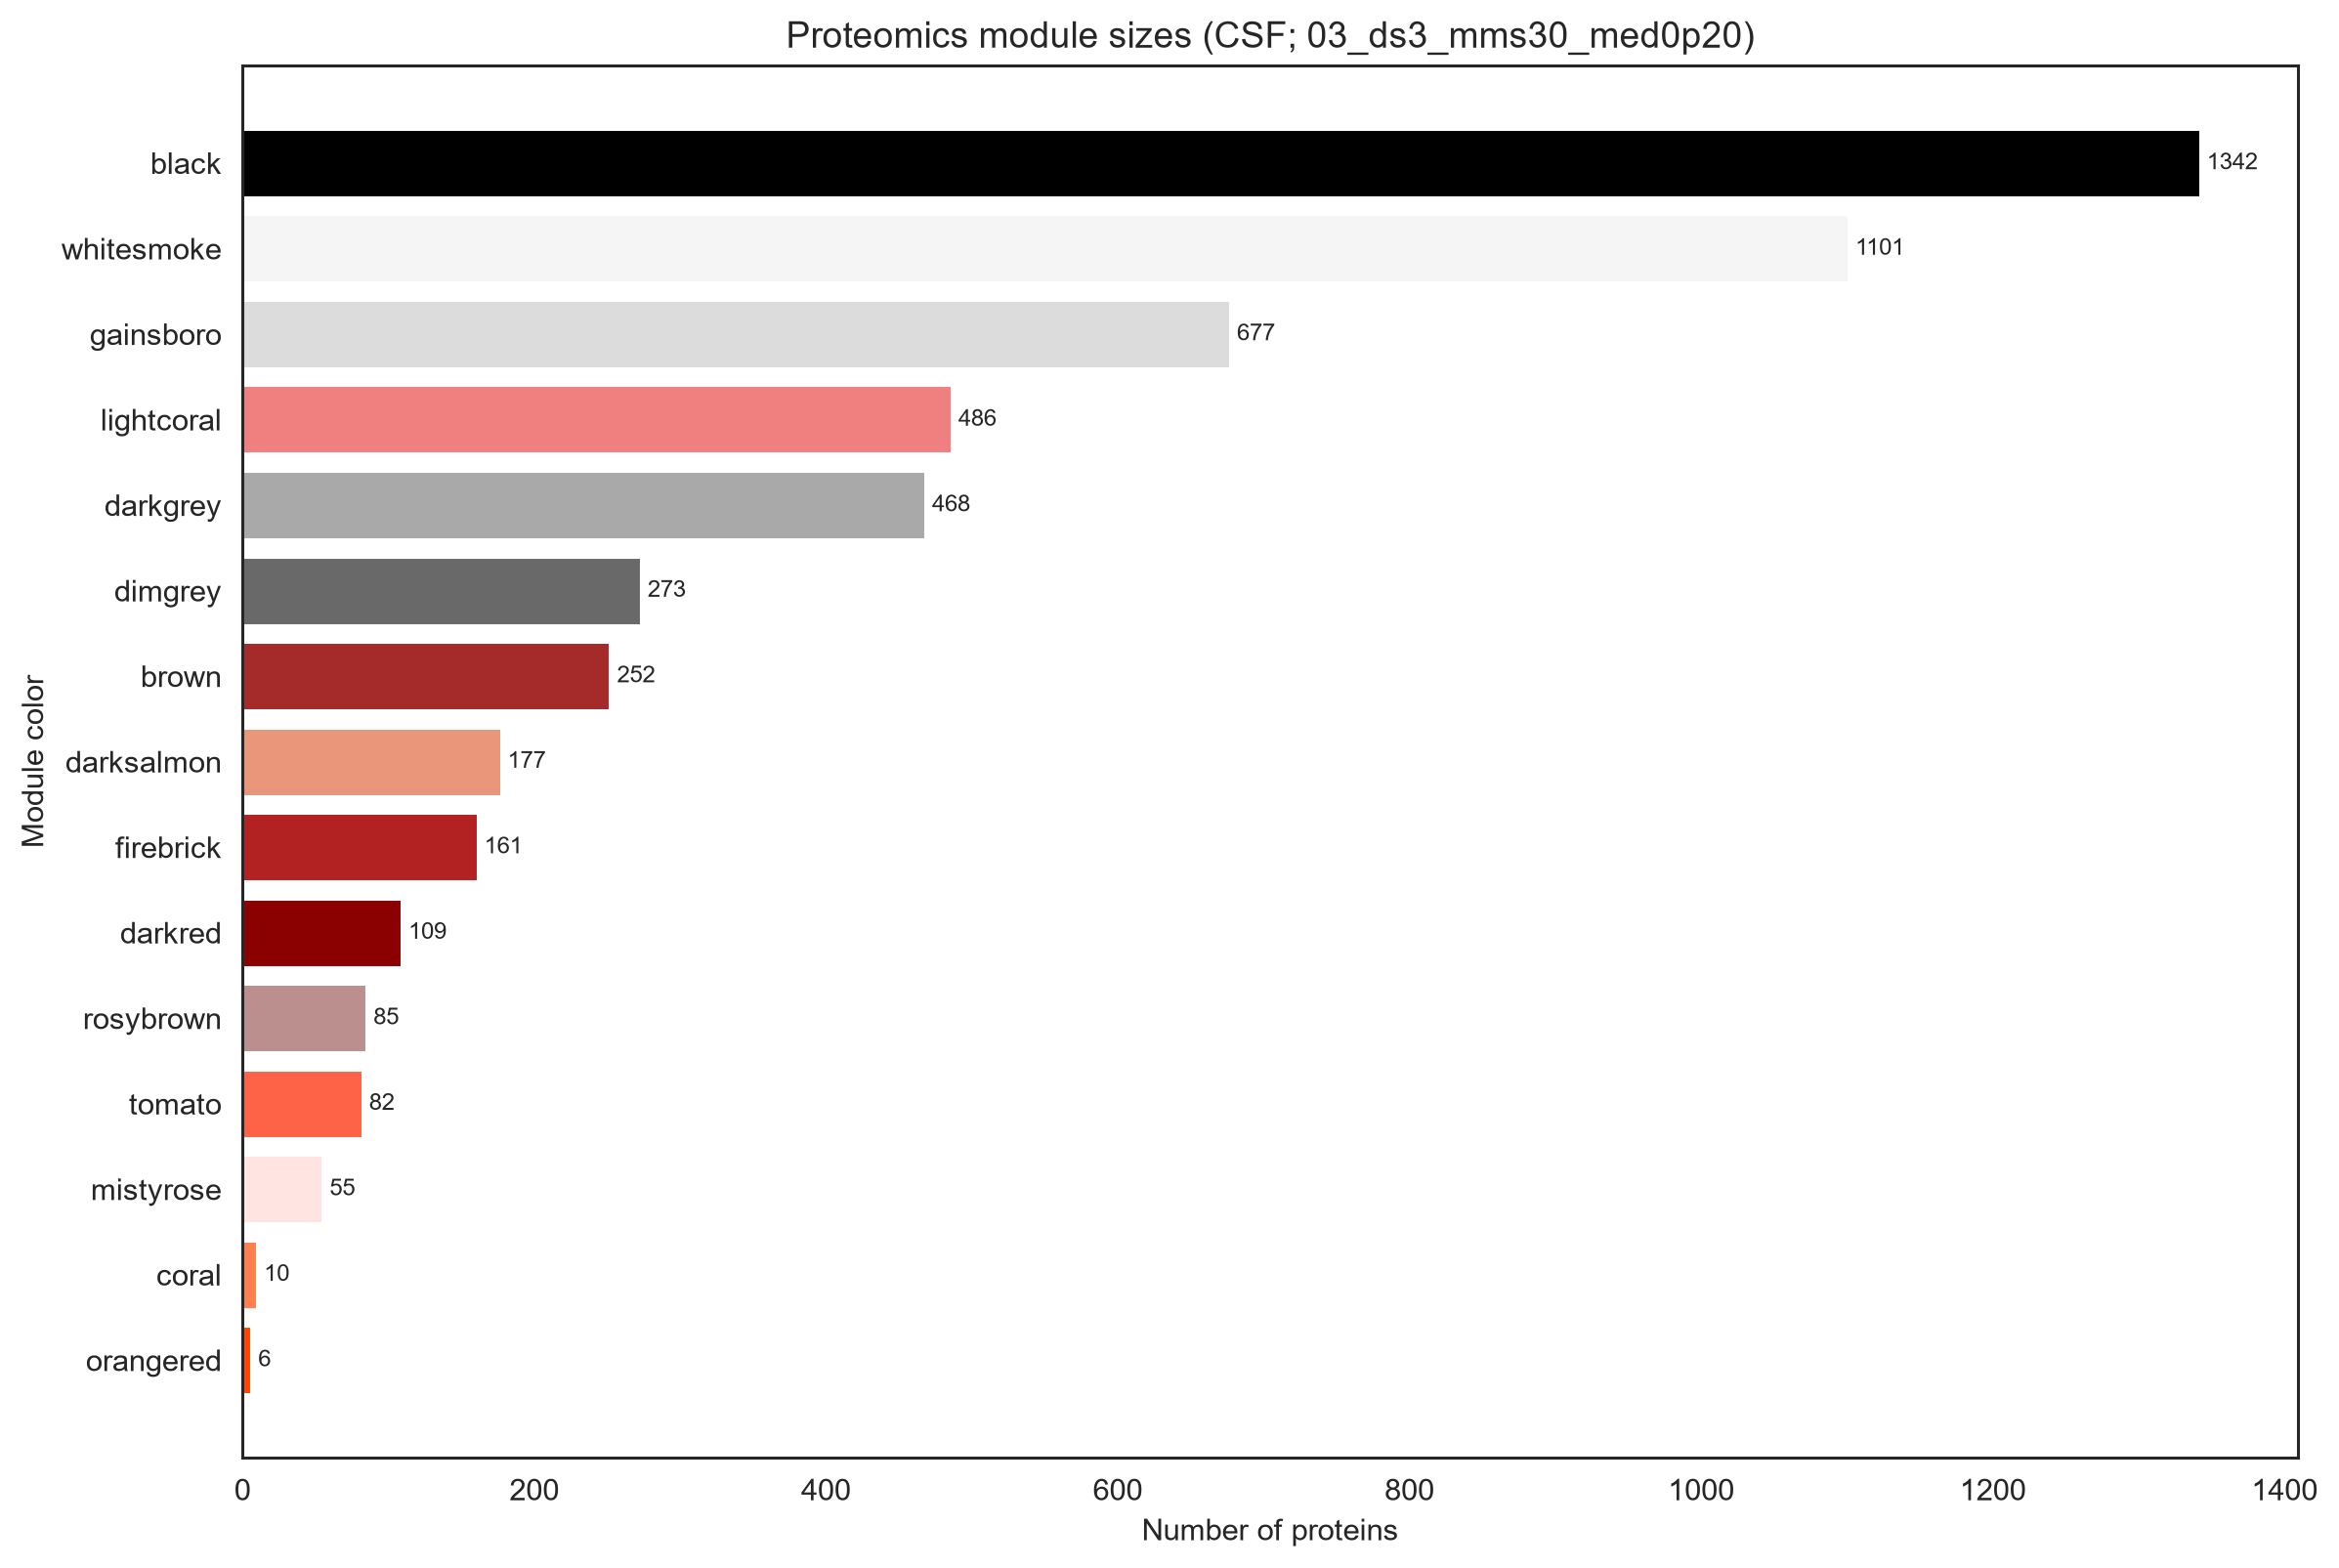 Proteomics module sizes (CSF; 03_ds3_mms30_med0p20)
Module color
black 1342
whitesmoke 1101
gainsboro 677
lightcoral 486
darkgrey 468
dimgrey 273
brown 252
darksalmon 177
firebrick 161
darkred 109
rosybrown 85
tomato 82
mistyrose 55
coral 10
orangered 6
0 200 400 600 800 1000 1200 1400
Number of proteins